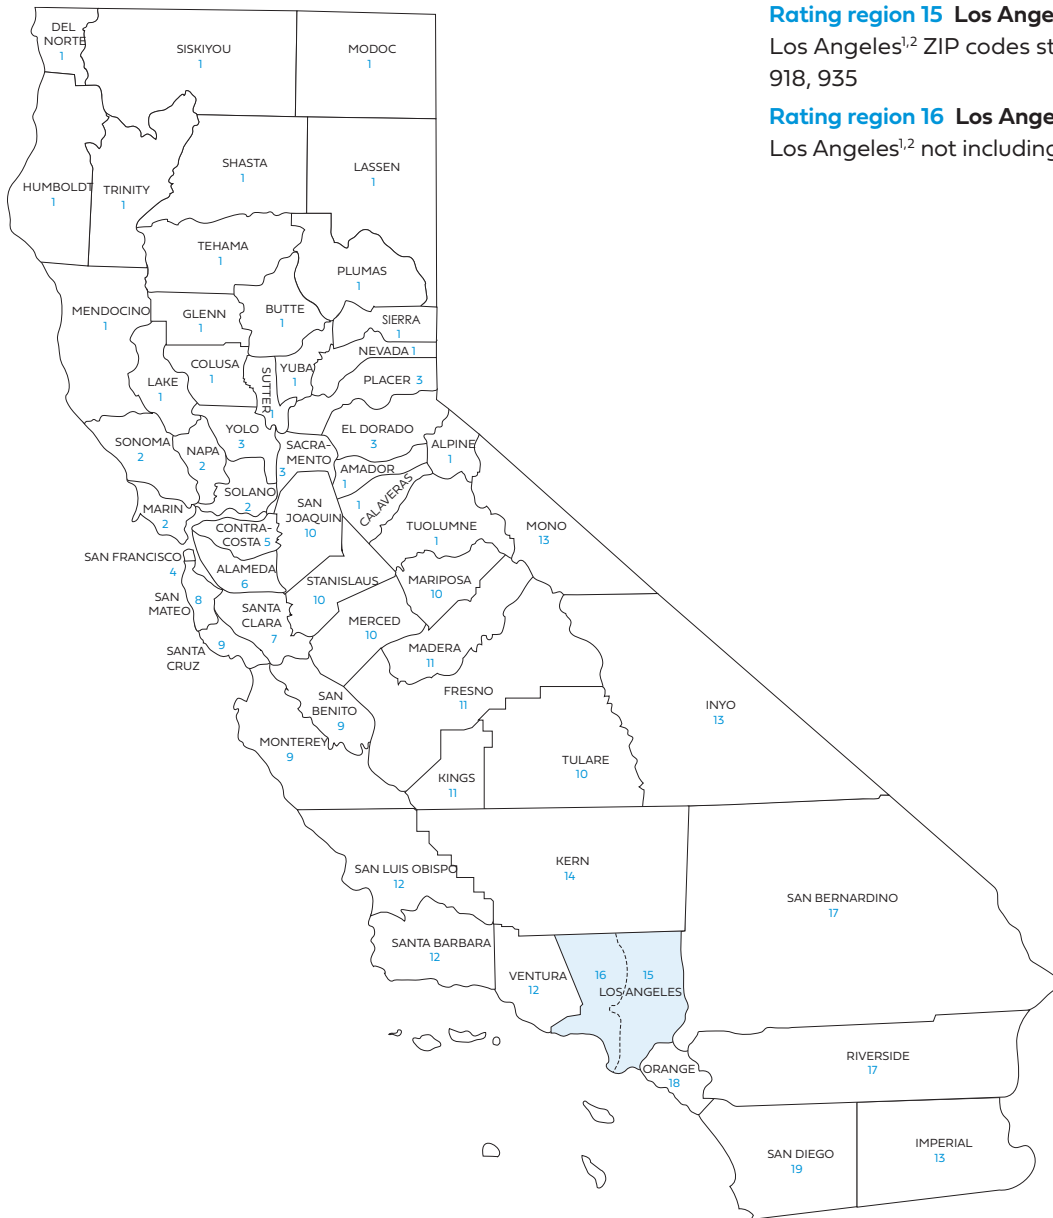 Rating region 15 Los Ange
Los Angeles1,2 ZIP codes st
918, 935
Rating region 16 Los Ange
Los Angeles1,2 not including
DEL
NORTE
1
SISKIYOU
1
MODOC
1
HUMBOLDT
1
TRINITY
1
SHASTA
1
LASSEN
1
TEHAMA
1
PLUMAS
1
MENDOCINO
1
GLENN
1
BUTTE
1
SIERRA
1
NEVADA 1
COLUSA
1
SUTTER
1
YUBA
1
PLACER 3
LAKE
1
SONOMA
2
NAPA
2
YOLO
3
SACRA-
MENTO
3
EL DORADO
3
ALPINE
1
AMADOR
1
CALAVERAS
1
SOLANO
2
MARIN
2
SAN
JOAQUIN
10
TUOLUMNE
1
MONO
13
CONTRA-
COSTA 5
SAN FRANCISCO
4
ALAMEDA
6
STANISLAUS
10
MARIPOSA
10
SAN
MATEO
8
SANTA
CLARA
7
MERCED
10
SANTA
CRUZ
9
MADERA
11
SAN
BENITO
9
FRESNO
11
INYO
13
MONTEREY
9
KINGS
11
TULARE
10
SAN LUIS OBISPO
12
KERN
14
SAN BERNARDINO
17
SANTA BARBARA
12
VENTURA
12
16 15
LOS ANGELES
ORANGE
18
RIVERSIDE
17
SAN DIEGO
19
IMPERIAL
13